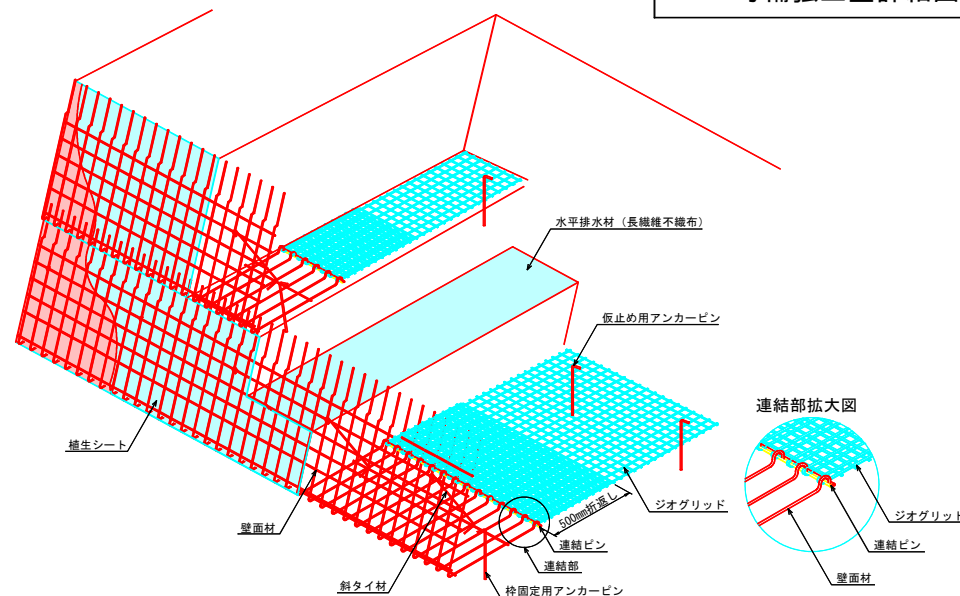 水平排水材（長繊維不織布）
仮止め用アンカーピン
連結部拡大図
植生シート
ジオグリッド
500mm折返し
ジオグリッド
壁面材
連結ピン
連結ピン
連結部
壁面材
斜タイ材
枠固定用アンカーピン